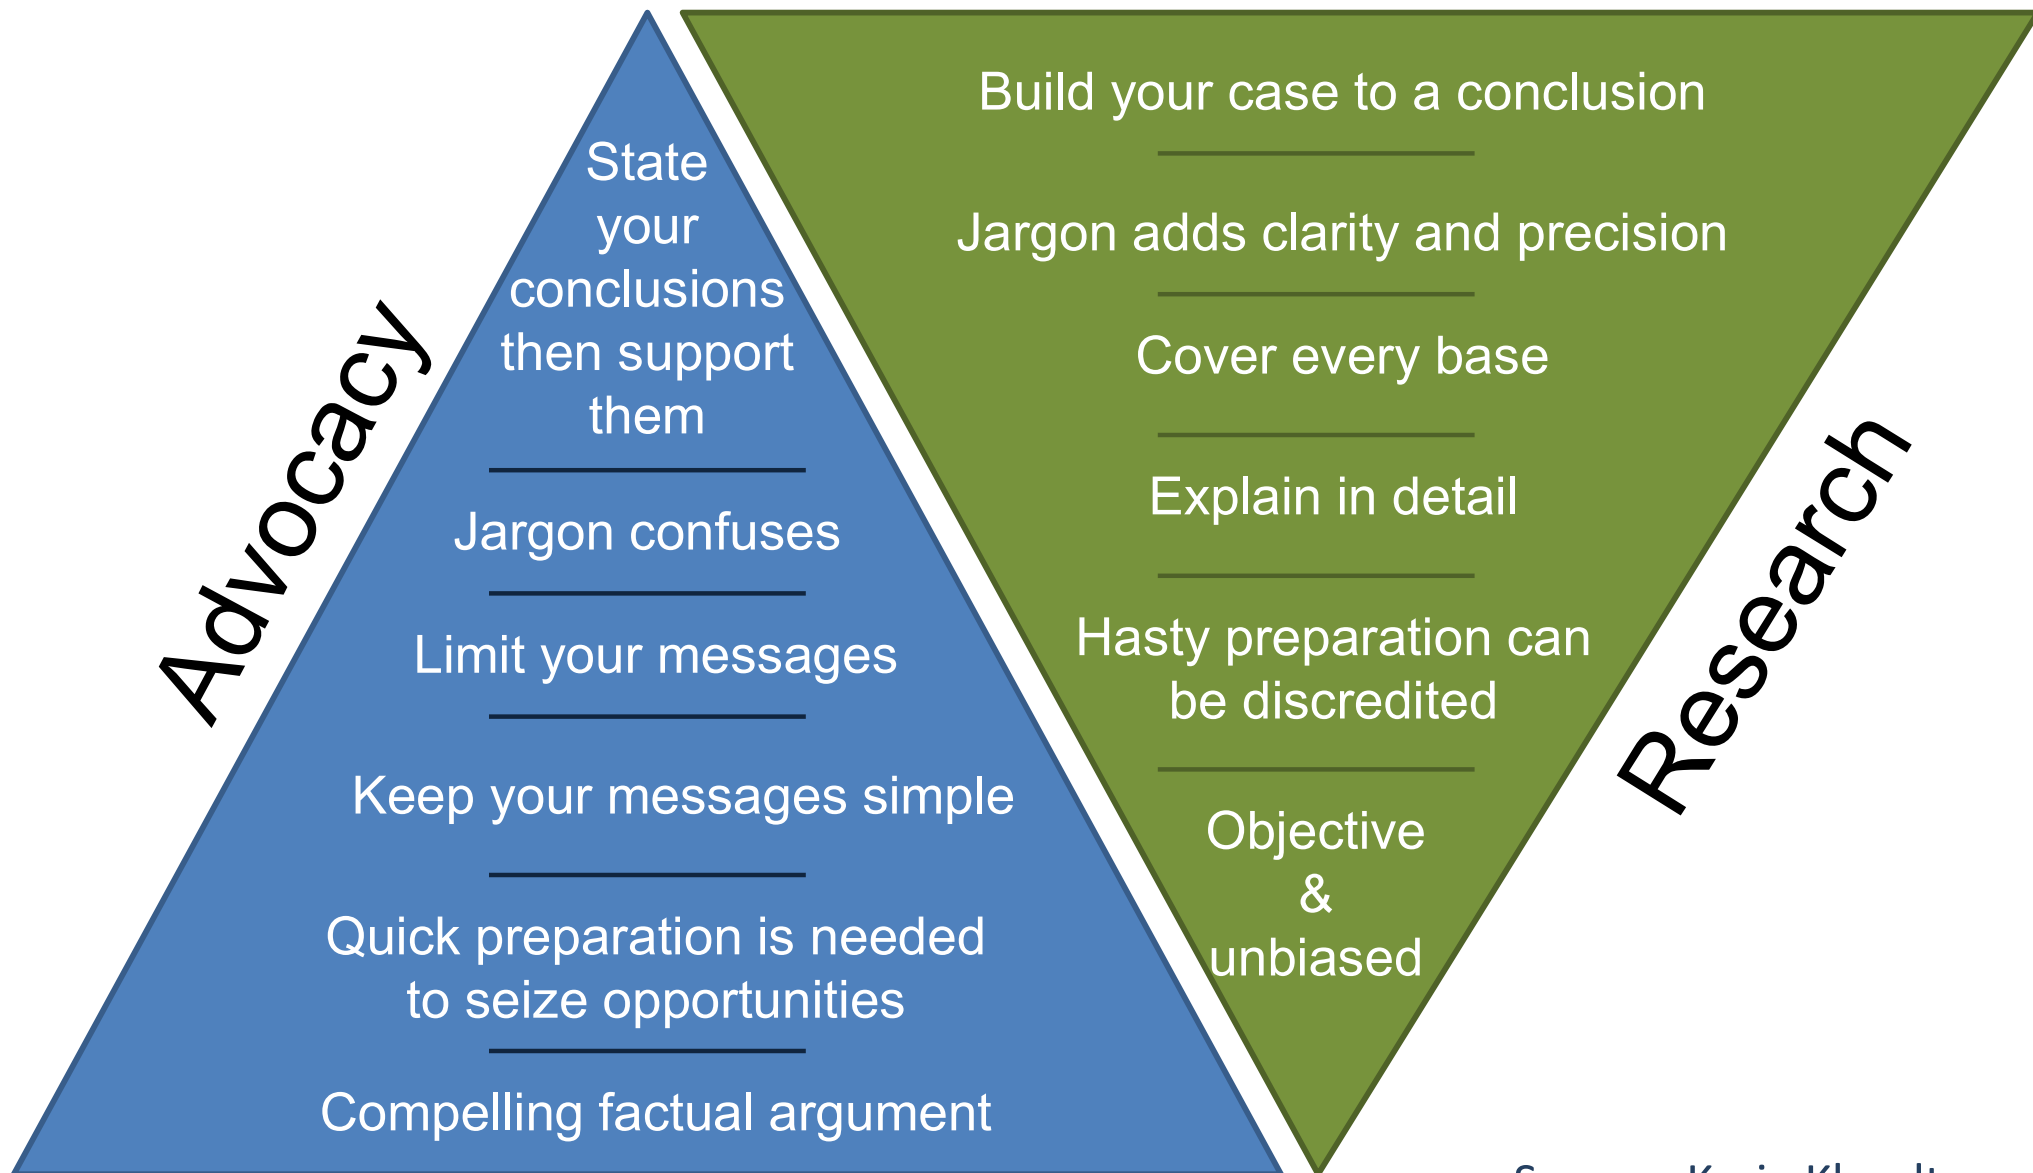 Advocacy
State
your
conclusions
then support
them
Jargon confuses
Limit your messages
Keep your messages simple
Quick preparation is needed
to seize opportunities
Compelling factual argument
Build your case to a conclusion
Jargon adds clarity and precision
Cover every base
Explain in detail
Hasty preparation can
be discredited
Objective
&
unbiased
Research